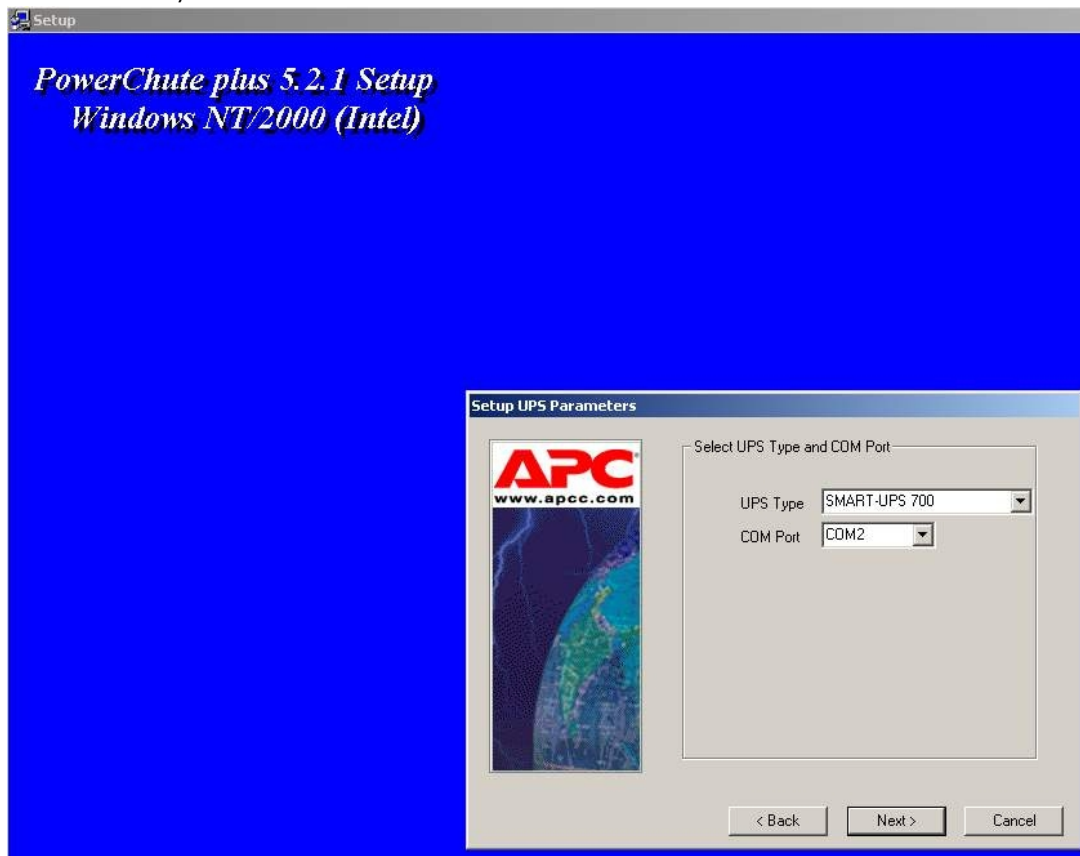 Setup
PowerChute plus 5.2.1 Setup
Windows NT/2000 (Intel)
Setup UPS Parameters
APC
www.apcc.com
Select UPS Type and COM Port
UPS Type SMART-UPS 700
COM Port COM2
< Back Next > Cancel